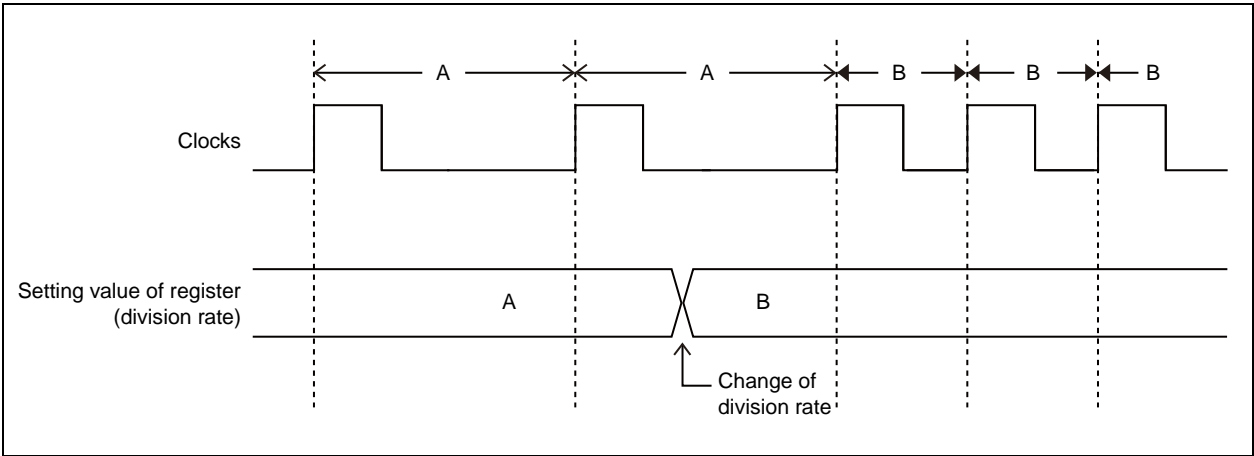 A A B B B
Clocks
Setting value of register
(division rate)
A B
Change of
division rate